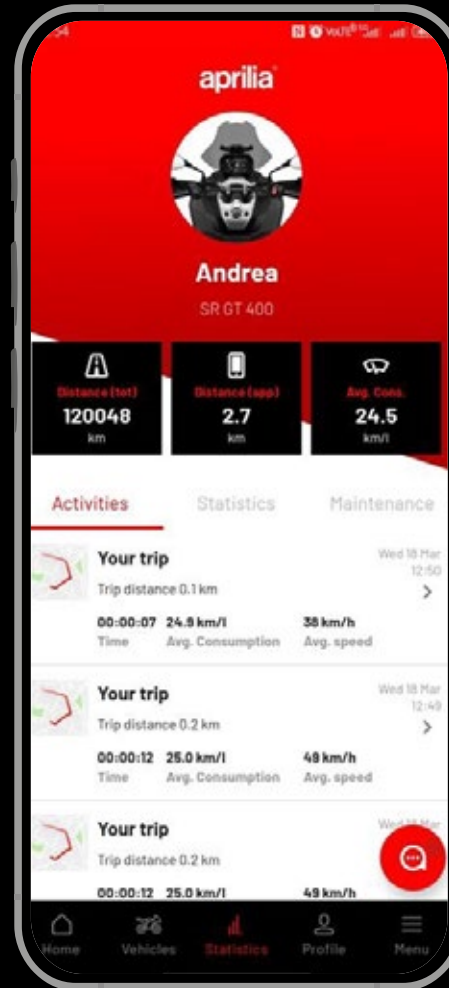 aprilia
Andrea
SR GT 400
Distance (tot) Distance (app) Avg. Cons.
120048 2.7 24.5
km km km/l
Activities Statistics Maintenance
Your trip Wed 18 Mar
12:50
Trip distance 0.1 km
00:00:07 24.9 km/l 38 km/h
Time Avg. Consumption Avg. speed
Your trip Wed 18 Mar
12:49
Trip distance 0.2 km
00:00:12 25.0 km/l 49 km/h
Time Avg. Consumption Avg. speed
Your trip Wed 18 Mar
Trip distance 0.2 km
00:00:12 25.0 km/l 49 km/h
Home Vehicles Statistics Profile Menu